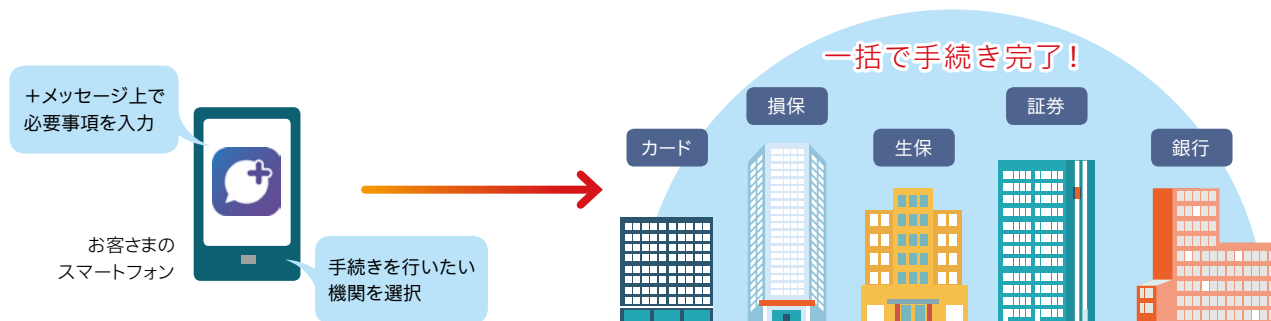 +メッセージ上で
必要事項を入力
お客さまの
スマートフォン
手続きを行いたい
機関を選択
一括で手続き完了!
カード
損保
生保
証券
銀行